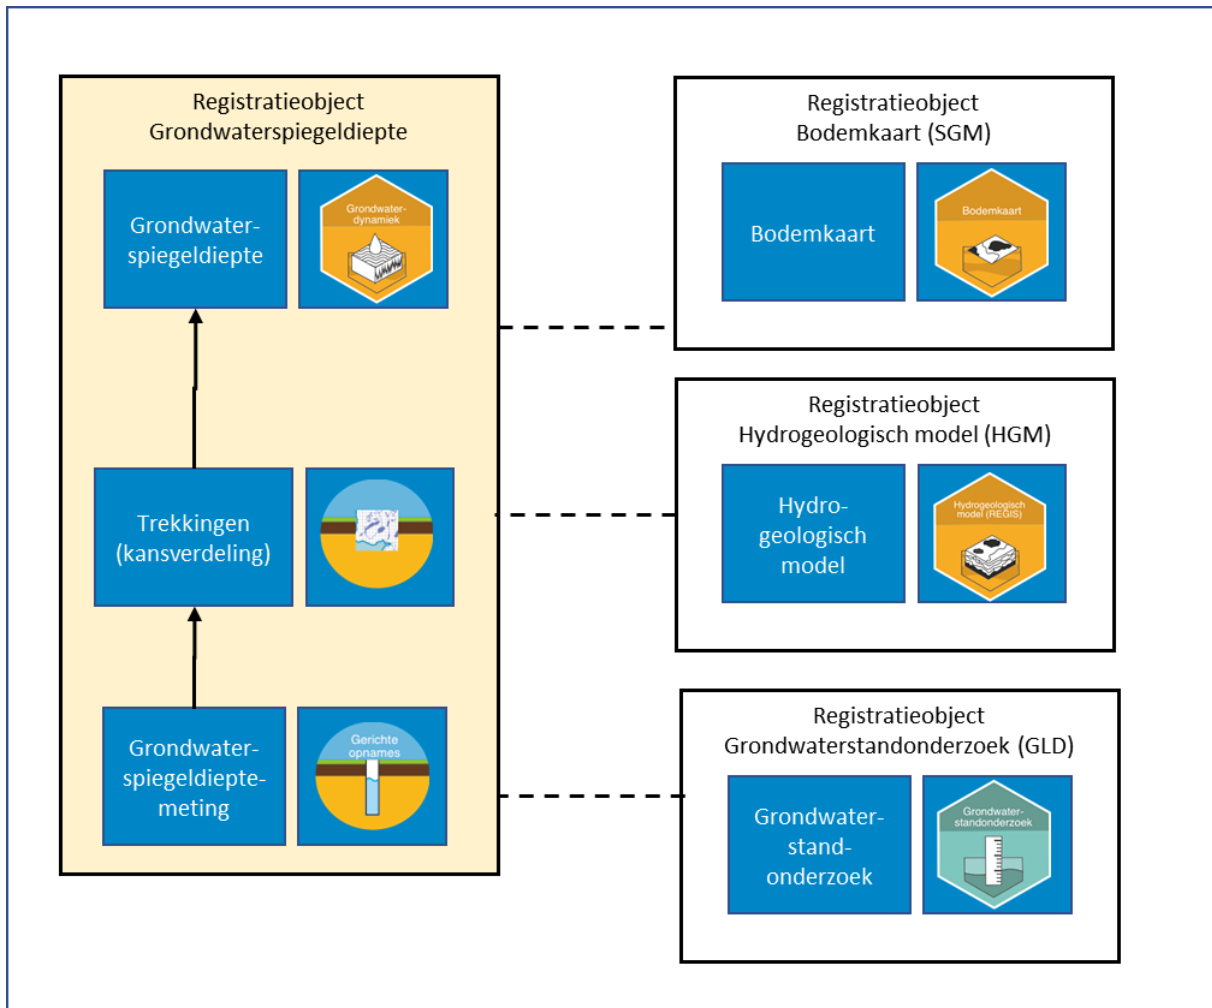 Registratieobject
Grondwaterspiegeldiepte
Grondwater-
spiegeldiepte
Grondwater-
dynamiek
Trekkingen
(kansverdeling)
Grondwater-
spiegeldiepte-
meting
Gerichte
opnames
Registratieobject
Bodemkaart (SGM)
Bodemkaart
Bodemkaart
Registratieobject
Hydrogeologisch model (HGM)
Hydro-
geologisch
model
Hydrogeologisch
model (REGIS)
Registratieobject
Grondwaterstandonderzoek (GLD)
Grondwater-
stand-
onderzoek
Grondwater-
standonderzoek